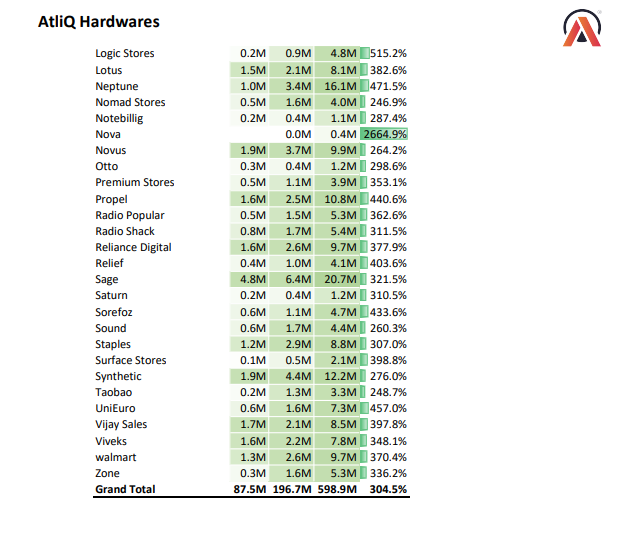 AtliQ Hardwares
Logic Stores 0.2M 0.9M 4.8M 515.2%
Lotus 1.5M 2.1M 8.1M 382.6%
Neptune 1.0M 3.4M 16.1M 471.5%
Nomad Stores 0.5M 1.6M 4.0M 246.9%
Notebillig 0.2M 0.4M 1.1M 287.4%
Nova 0.0M 0.4M 2664.9%
Novus 1.9M 3.7M 9.9M 264.2%
Otto 0.3M 0.4M 1.2M 298.6%
Premium Stores 0.5M 1.1M 3.9M 353.1%
Propel 1.6M 2.5M 10.8M 440.6%
Radio Popular 0.5M 1.5M 5.3M 362.6%
Radio Shack 0.8M 1.7M 5.4M 311.5%
Reliance Digital 1.6M 2.6M 9.7M 377.9%
Relief 0.4M 1.0M 4.1M 403.6%
Sage 4.8M 6.4M 20.7M 321.5%
Saturn 0.2M 0.4M 1.2M 310.5%
Sorefoz 0.6M 1.1M 4.7M 433.6%
Sound 0.6M 1.7M 4.4M 260.3%
Staples 1.2M 2.9M 8.8M 307.0%
Surface Stores 0.1M 0.5M 2.1M 398.8%
Synthetic 1.9M 4.4M 12.2M 276.0%
Taobao 0.2M 1.3M 3.3M 248.7%
UniEuro 0.6M 1.6M 7.3M 457.0%
Vijay Sales 1.7M 2.1M 8.5M 397.8%
Viveks 1.6M 2.2M 7.8M 348.1%
walmart 1.3M 2.6M 9.7M 370.4%
Zone 0.3M 1.6M 5.3M 336.2%
Grand Total 87.5M 196.7M 598.9M 304.5%